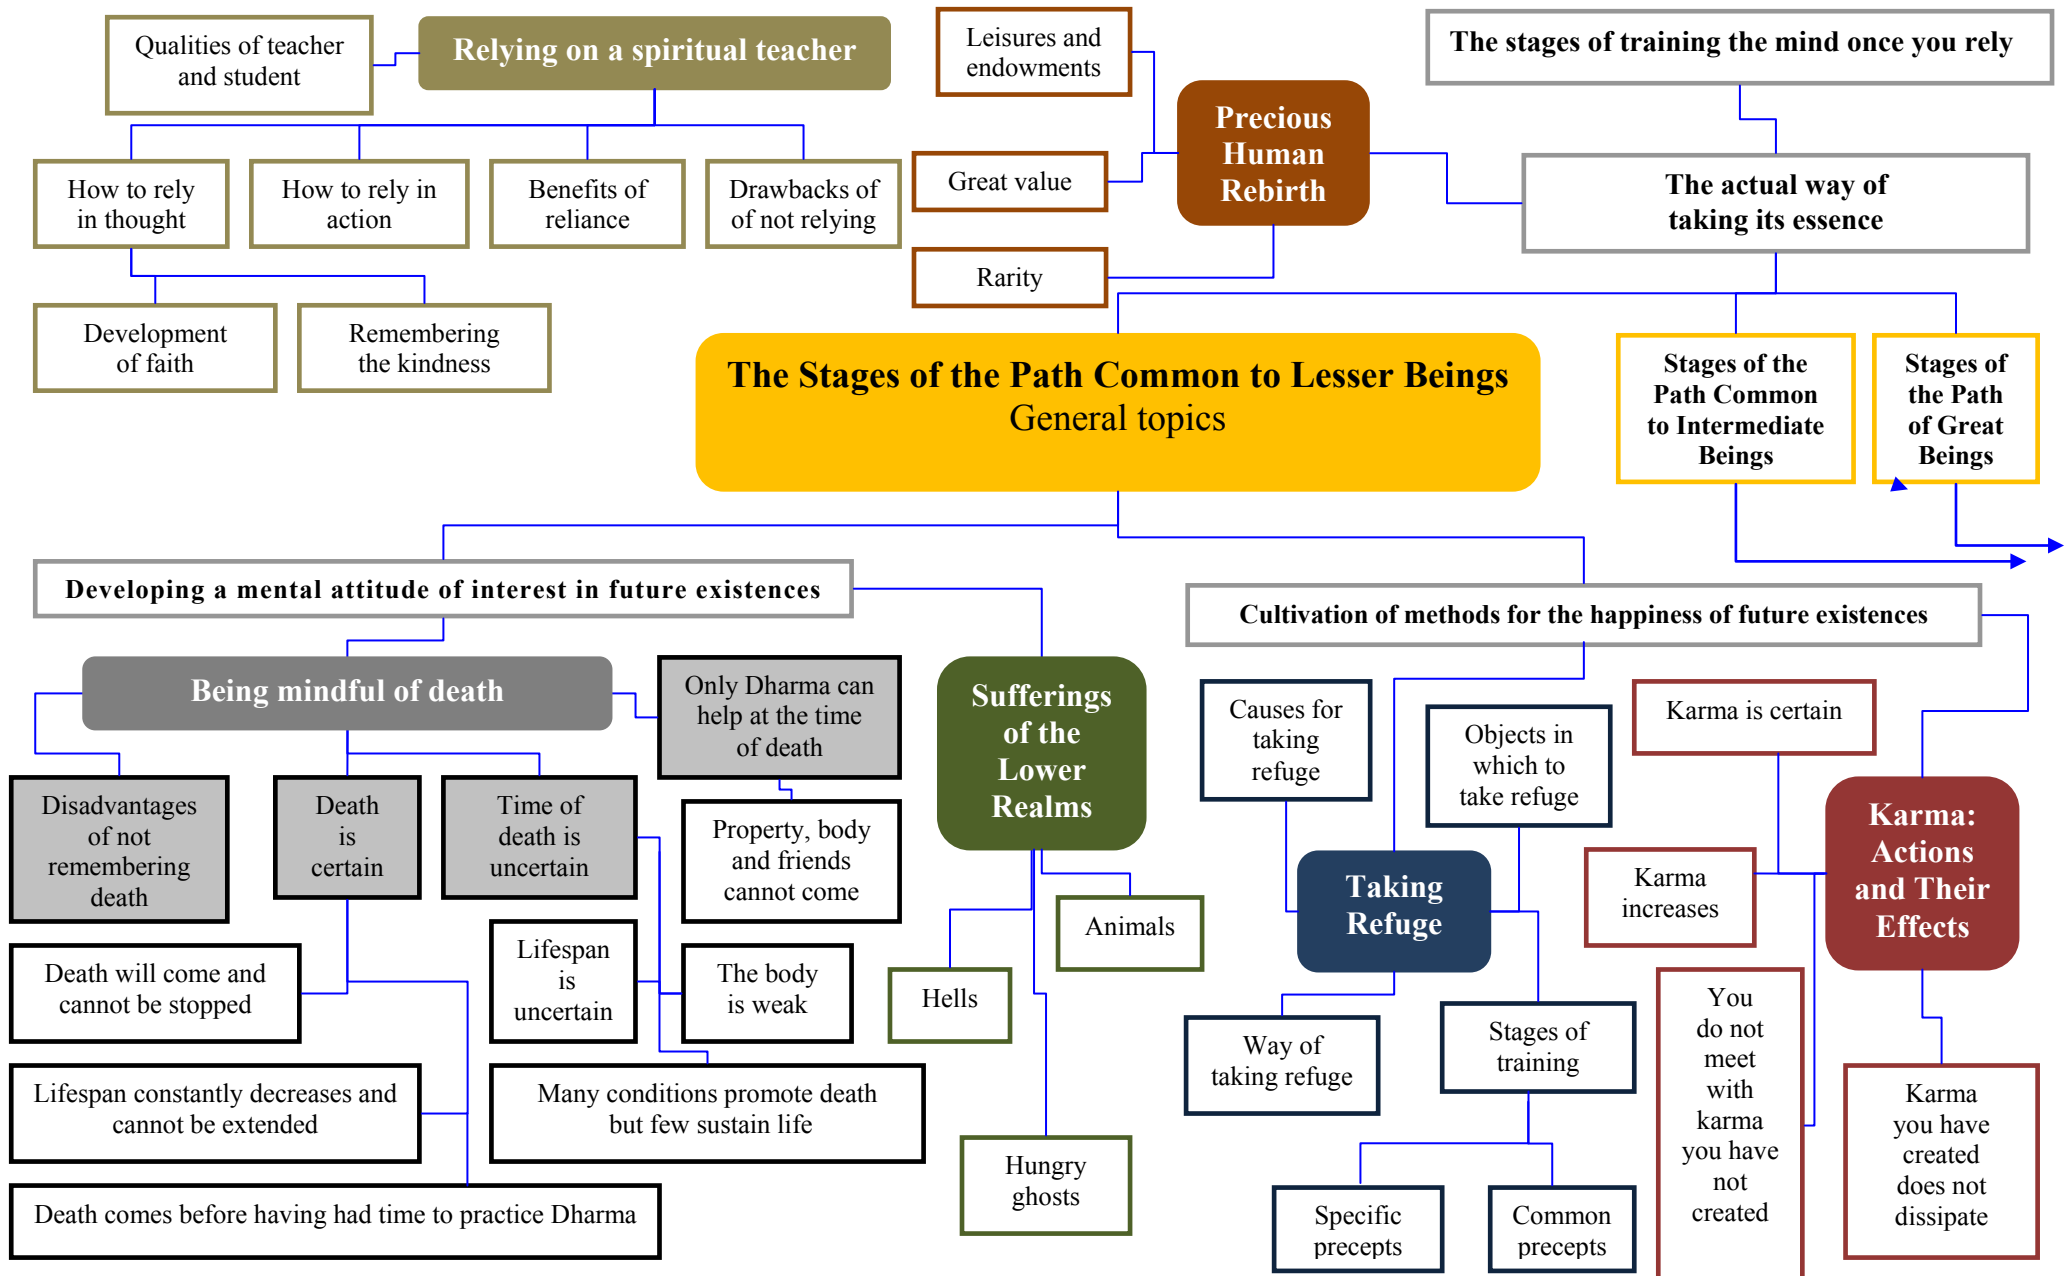 Qualities of teacher
and student
Relying on a spiritual teacher
How to rely
in thought
How to rely in
action
Benefits of
reliance
Drawbacks of
of not relying
Development
of faith
Remembering
the kindness
Leisures and
endowments
Great value
Rarity
Precious
Human
Rebirth
The stages of training the mind once you rely
The actual way of
taking its essence
The Stages of the Path Common to Lesser Beings
General topics
Stages of the
Path Common
to Intermediate
Beings
Stages of
the Path
of Great
Beings
Developing a mental attitude of interest in future existences
Being mindful of death
Only Dharma can
help at the time
of death
Disadvantages
of not
remembering
death
Death
is
certain
Time of
death is
uncertain
Property, body
and friends
cannot come
Death will come and
cannot be stopped
Lifespan
is
uncertain
The body
is weak
Lifespan constantly decreases and
cannot be extended
Many conditions promote death
but few sustain life
Death comes before having had time to practice Dharma
Sufferings
of the
Lower
Realms
Animals
Hells
Hungry
ghosts
Cultivation of methods for the happiness of future existences
Causes for
taking
refuge
Objects in
which to
take refuge
Taking
Refuge
Way of
taking refuge
Stages of
training
Specific
precepts
Common
precepts
Karma is certain
Karma
increases
Karma:
Actions
and Their
Effects
You
do not
meet
with
karma
you have
not
created
Karma
you have
created
does not
dissipate